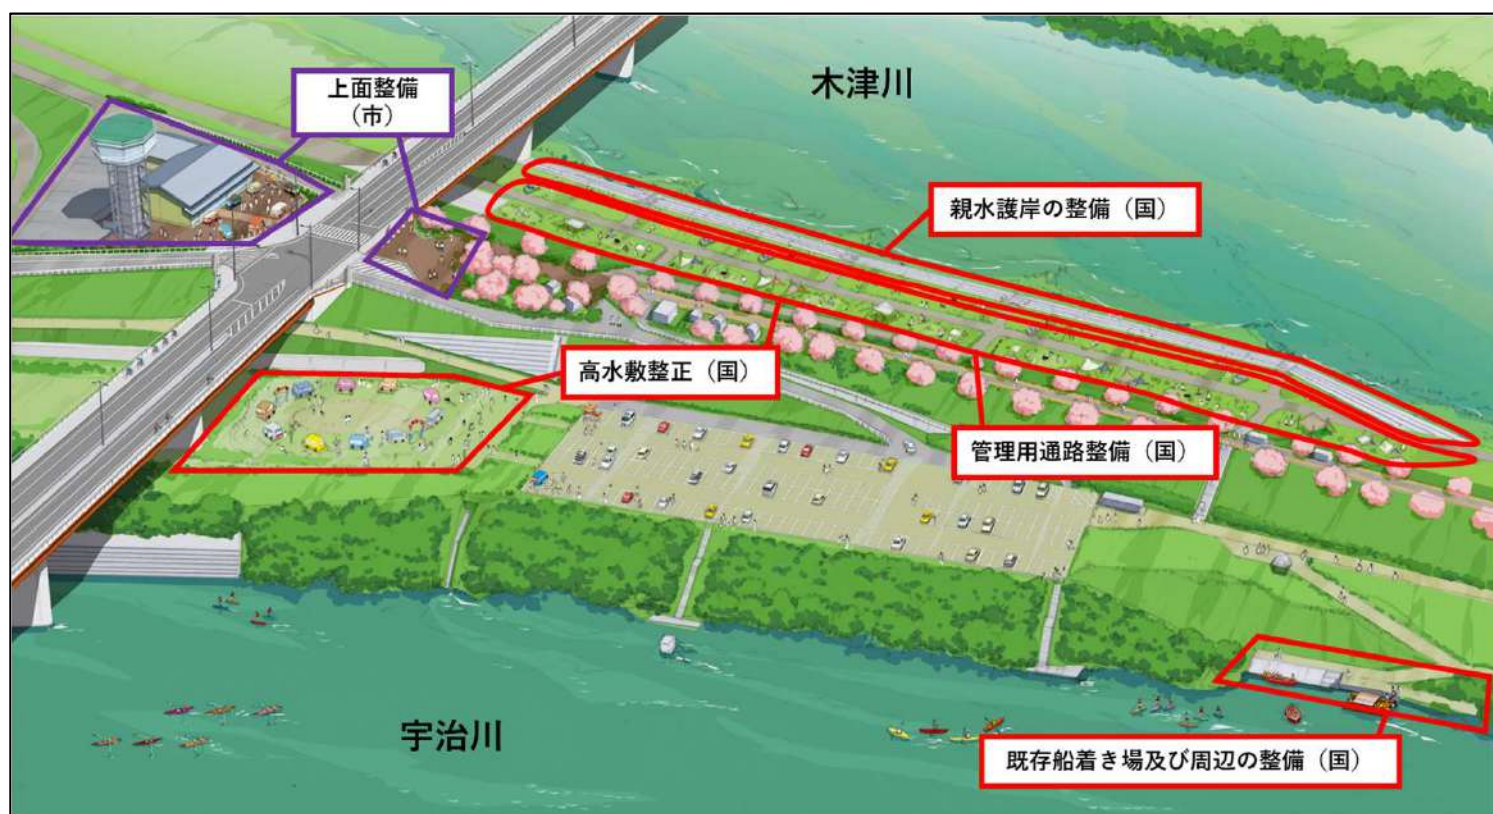 木津川
上面整備
（市）
親水護岸の整備（国）
高水敷整正（国）
管理用通路整備（国）
宇治川
既存船着き場及び周辺の整備（国）